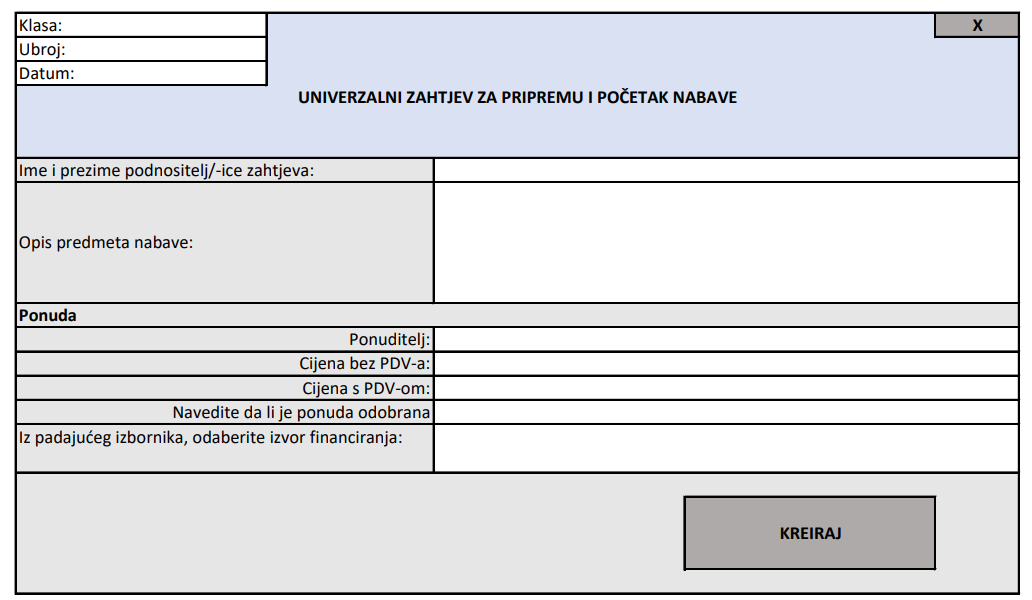 Klasa:
X
Ubroj:
Datum:
UNIVERZALNI ZAHTJEV ZA PRIPREMU I POČETAK NABAVE
Ime i prezime podnositelj/-ice zahtjeva:
Opis predmeta nabave:
Ponuda
Ponuditelj:
Cijena bez PDV-a:
Cijena s PDV-om:
Navedite da li je ponuda odobrana
Iz padajućeg izbornika, odaberite izvor financiranja:
KREIRAJ